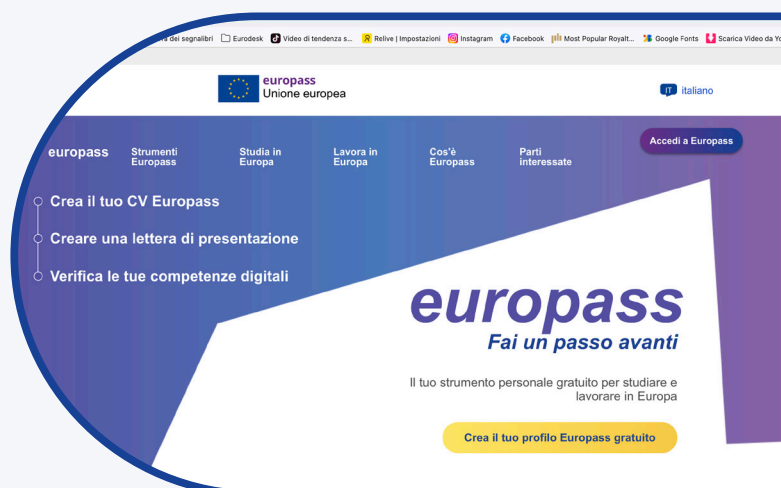 dei segnalibri Eurodesk Video di tendenza s... Relive | Impostazioni Instagram Facebook Most Popular Royalt... Google Fonts Scarica Video da Yo
europass
Unione europea
IT italiano
europass
Strumenti
Europass
Studia in
Europa
Lavora in
Europa
Cos'è
Europass
Parti
interessate
Accedi a Europass
Crea il tuo CV Europass
Creare una lettera di presentazione
Verifica le tue competenze digitali
europass
Fai un passo avanti
Il tuo strumento personale gratuito per studiare e
lavorare in Europa
Crea il tuo profilo Europass gratuito